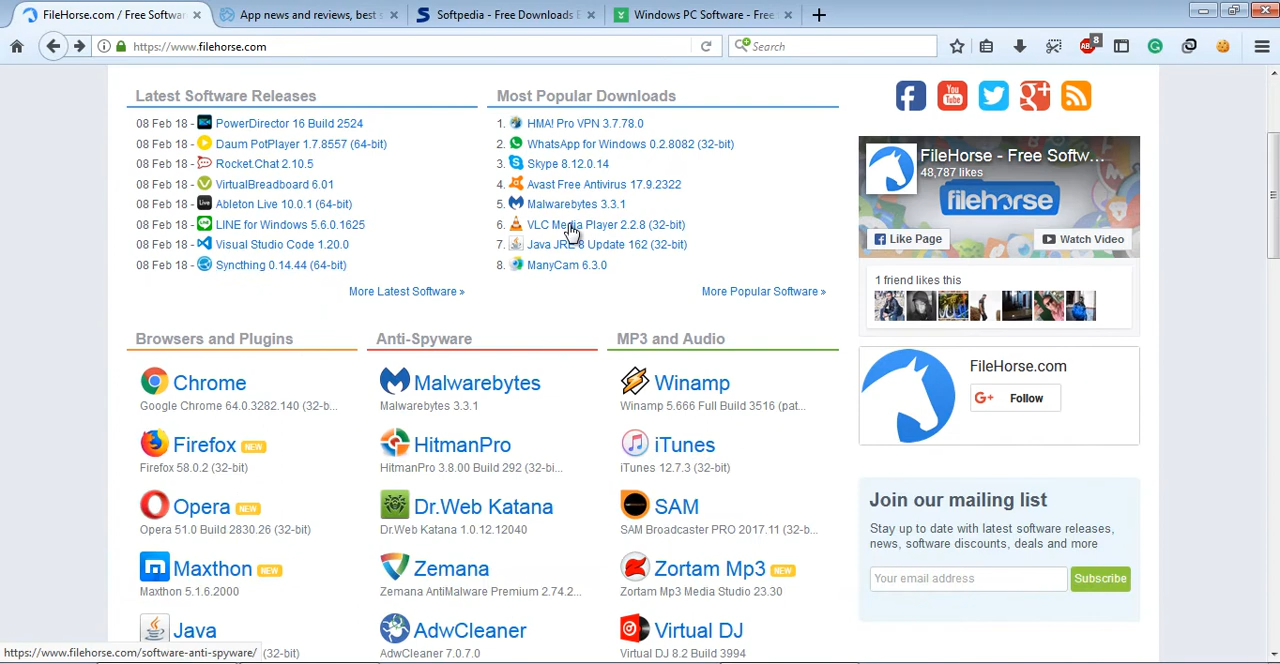 FileHorse.com / Free Softwar
App news and reviews, best s
Softpedia - Free Downloads E
Windows PC Software - Free
https://www.filehorse.com
Search
8
Latest Software Releases
08 Feb 18 - PowerDirector 16 Build 2524
08 Feb 18 - Daum PotPlayer 1.7.8557 (64-bit)
08 Feb 18 - Rocket.Chat 2.10.5
08 Feb 18 - VirtualBreadboard 6.01
08 Feb 18 - Ableton Live 10.0.1 (64-bit)
08 Feb 18 - LINE for Windows 5.6.0.1625
08 Feb 18 - Visual Studio Code 1.20.0
08 Feb 18 - Syncthing 0.14.44 (64-bit)
More Latest Software »
Most Popular Downloads
1. HMA! Pro VPN 3.7.78.0
2. WhatsApp for Windows 0.2.8082 (32-bit)
3. Skype 8.12.0.14
4. Avast Free Antivirus 17.9.2322
5. Malwarebytes 3.3.1
6. VLC Media Player 2.2.8 (32-bit)
7. Java JRE 8 Update 162 (32-bit)
8. ManyCam 6.3.0
More Popular Software »
Browsers and Plugins
Chrome
Google Chrome 64.0.3282.140 (32-b...
Firefox NEW
Firefox 58.0.2 (32-bit)
Opera NEW
Opera 51.0 Build 2830.26 (32-bit)
Maxthon NEW
Maxthon 5.1.6.2000
Java
(32-bit)
Anti-Spyware
Malwarebytes
Malwarebytes 3.3.1
HitmanPro
HitmanPro 3.8.00 Build 292 (32-bi...
Dr.Web Katana
Dr.Web Katana 1.0.12.12040
Zemana
Zemana AntiMalware Premium 2.74.2...
AdwCleaner
AdwCleaner 7.0.7.0
MP3 and Audio
Winamp
Winamp 5.666 Full Build 3516 (pat...
iTunes
iTunes 12.7.3 (32-bit)
SAM
SAM Broadcaster PRO 2017.11 (32-b...
Zortam Mp3 NEW
Zortam Mp3 Media Studio 23.30
Virtual DJ
Virtual DJ 8.2 Build 3994
You
Tube
FileHorse - Free Softw...
48,787 likes
filehorse
Like Page
Watch Video
1 friend likes this
FileHorse.com
G+ Follow
Join our mailing list
Stay up to date with latest software releases,
news, software discounts, deals and more
Your email address
Subscribe
https://www.filehorse.com/software-anti-spyware/